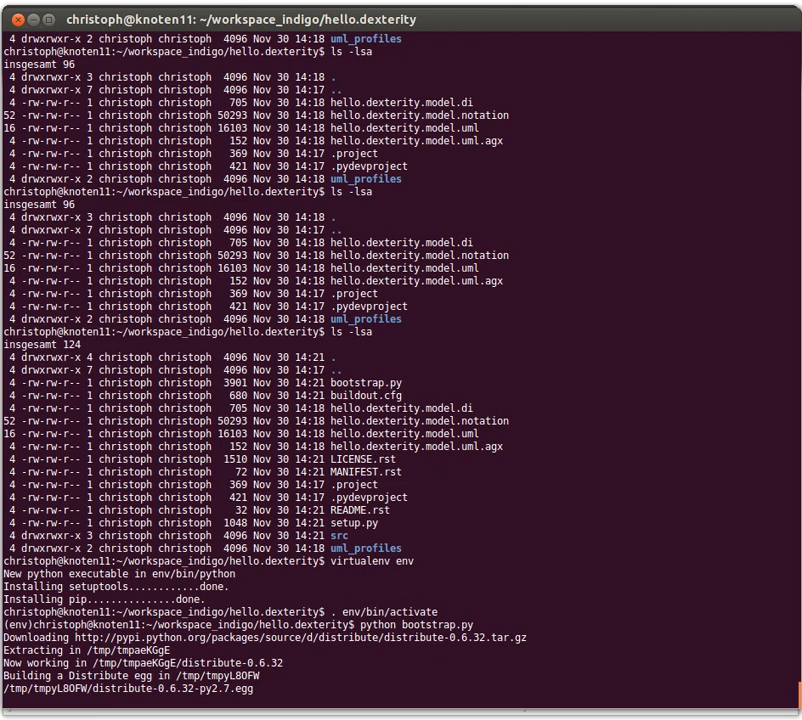 christoph@knoten11: ~/workspace_indigo/hello.dexterity
4 drwxrwxr-x 2 christoph christoph 4096 Nov 30 14:18 uml_profiles
christoph@knoten11:~/workspace_indigo/hello.dexterity$ ls -lsa
insgesamt 96
4 drwxrwxr-x 3 christoph christoph 4096 Nov 30 14:18 .
4 drwxrwxr-x 7 christoph christoph 4096 Nov 30 14:17 ..
4 -rw-rw-r-- 1 christoph christoph 705 Nov 30 14:18 hello.dexterity.model.di
52 -rw-rw-r-- 1 christoph christoph 50293 Nov 30 14:18 hello.dexterity.model.notation
16 -rw-rw-r-- 1 christoph christoph 16103 Nov 30 14:18 hello.dexterity.model.uml
4 -rw-rw-r-- 1 christoph christoph 152 Nov 30 14:18 hello.dexterity.model.uml.agx
4 -rw-rw-r-- 1 christoph christoph 369 Nov 30 14:17 .project
4 -rw-rw-r-- 1 christoph christoph 421 Nov 30 14:17 .pydevproject
4 drwxrwxr-x 2 christoph christoph 4096 Nov 30 14:18 uml_profiles
christoph@knoten11:~/workspace_indigo/hello.dexterity$ ls -lsa
insgesamt 96
4 drwxrwxr-x 3 christoph christoph 4096 Nov 30 14:18 .
4 drwxrwxr-x 7 christoph christoph 4096 Nov 30 14:17 ..
4 -rw-rw-r-- 1 christoph christoph 705 Nov 30 14:18 hello.dexterity.model.di
52 -rw-rw-r-- 1 christoph christoph 50293 Nov 30 14:18 hello.dexterity.model.notation
16 -rw-rw-r-- 1 christoph christoph 16103 Nov 30 14:18 hello.dexterity.model.uml
4 -rw-rw-r-- 1 christoph christoph 152 Nov 30 14:18 hello.dexterity.model.uml.agx
4 -rw-rw-r-- 1 christoph christoph 369 Nov 30 14:17 .project
4 -rw-rw-r-- 1 christoph christoph 421 Nov 30 14:17 .pydevproject
4 drwxrwxr-x 2 christoph christoph 4096 Nov 30 14:18 uml_profiles
christoph@knoten11:~/workspace_indigo/hello.dexterity$ ls -lsa
insgesamt 124
4 drwxrwxr-x 4 christoph christoph 4096 Nov 30 14:21 .
4 drwxrwxr-x 7 christoph christoph 4096 Nov 30 14:17 ..
4 -rw-rw-r-- 1 christoph christoph 3901 Nov 30 14:21 bootstrap.py
4 -rw-rw-r-- 1 christoph christoph 680 Nov 30 14:21 buildout.cfg
4 -rw-rw-r-- 1 christoph christoph 705 Nov 30 14:18 hello.dexterity.model.di
52 -rw-rw-r-- 1 christoph christoph 50293 Nov 30 14:18 hello.dexterity.model.notation
16 -rw-rw-r-- 1 christoph christoph 16103 Nov 30 14:18 hello.dexterity.model.uml
4 -rw-rw-r-- 1 christoph christoph 152 Nov 30 14:18 hello.dexterity.model.uml.agx
4 -rw-rw-r-- 1 christoph christoph 1510 Nov 30 14:21 LICENSE.rst
4 -rw-rw-r-- 1 christoph christoph 72 Nov 30 14:21 MANIFEST.rst
4 -rw-rw-r-- 1 christoph christoph 369 Nov 30 14:17 .project
4 -rw-rw-r-- 1 christoph christoph 421 Nov 30 14:17 .pydevproject
4 -rw-rw-r-- 1 christoph christoph 32 Nov 30 14:21 README.rst
4 -rw-rw-r-- 1 christoph christoph 1048 Nov 30 14:21 setup.py
4 drwxrwxr-x 3 christoph christoph 4096 Nov 30 14:21 src
4 drwxrwxr-x 2 christoph christoph 4096 Nov 30 14:18 uml_profiles
christoph@knoten11:~/workspace_indigo/hello.dexterity$ virtualenv env
New python executable in env/bin/python
Installing setuptools............done.
Installing pip...............done.
christoph@knoten11:~/workspace_indigo/hello.dexterity$ . env/bin/activate
(env)christoph@knoten11:~/workspace_indigo/hello.dexterity$ python bootstrap.py
Downloading http://pypi.python.org/packages/source/d/distribute/distribute-0.6.32.tar.gz
Extracting in /tmp/tmpaeKGgE
Now working in /tmp/tmpaeKGgE/distribute-0.6.32
Building a Distribute egg in /tmp/tmpyL8OFW
/tmp/tmpyL8OFW/distribute-0.6.32-py2.7.egg